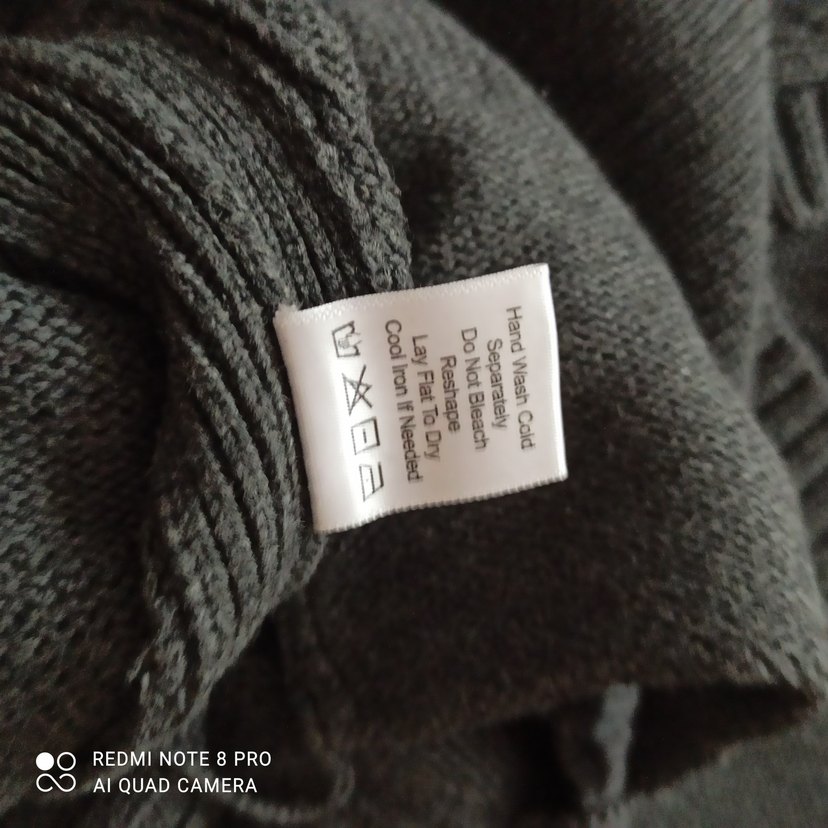 Hand Wash Cold
Separately
Do Not Bleach
Reshape
Lay Flat To Dry
Cool Iron If Needed
REDMI NOTE 8 PRO
AI QUAD CAMERA